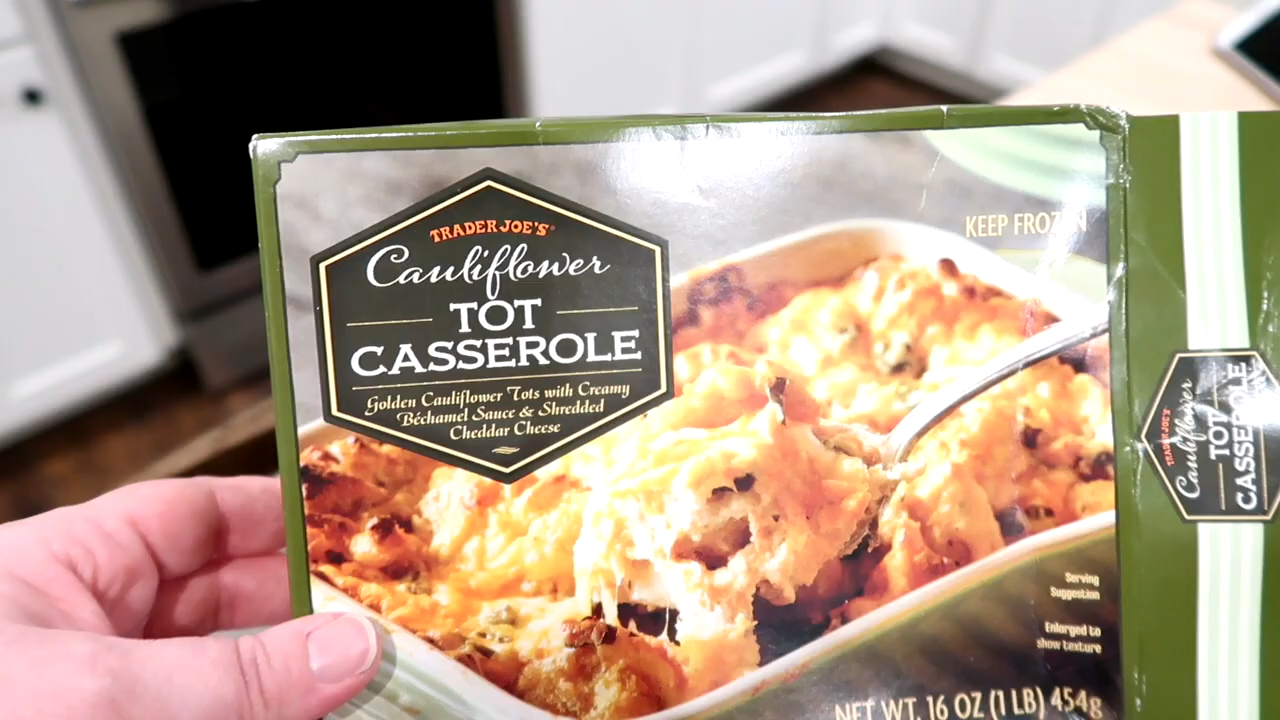 TRADER JOE'S®
Cauliflower
TOT
CASSEROLE
Golden Cauliflower Tots with Creamy
Béchamel Sauce & Shredded
Cheddar Cheese
KEEP FROZEN
Serving
Suggestion
Enlarged to
show texture
NET WT. 16 OZ (1 LB) 454g
TRADER JOE'S
Cauliflower
TOT
CASSEROLE